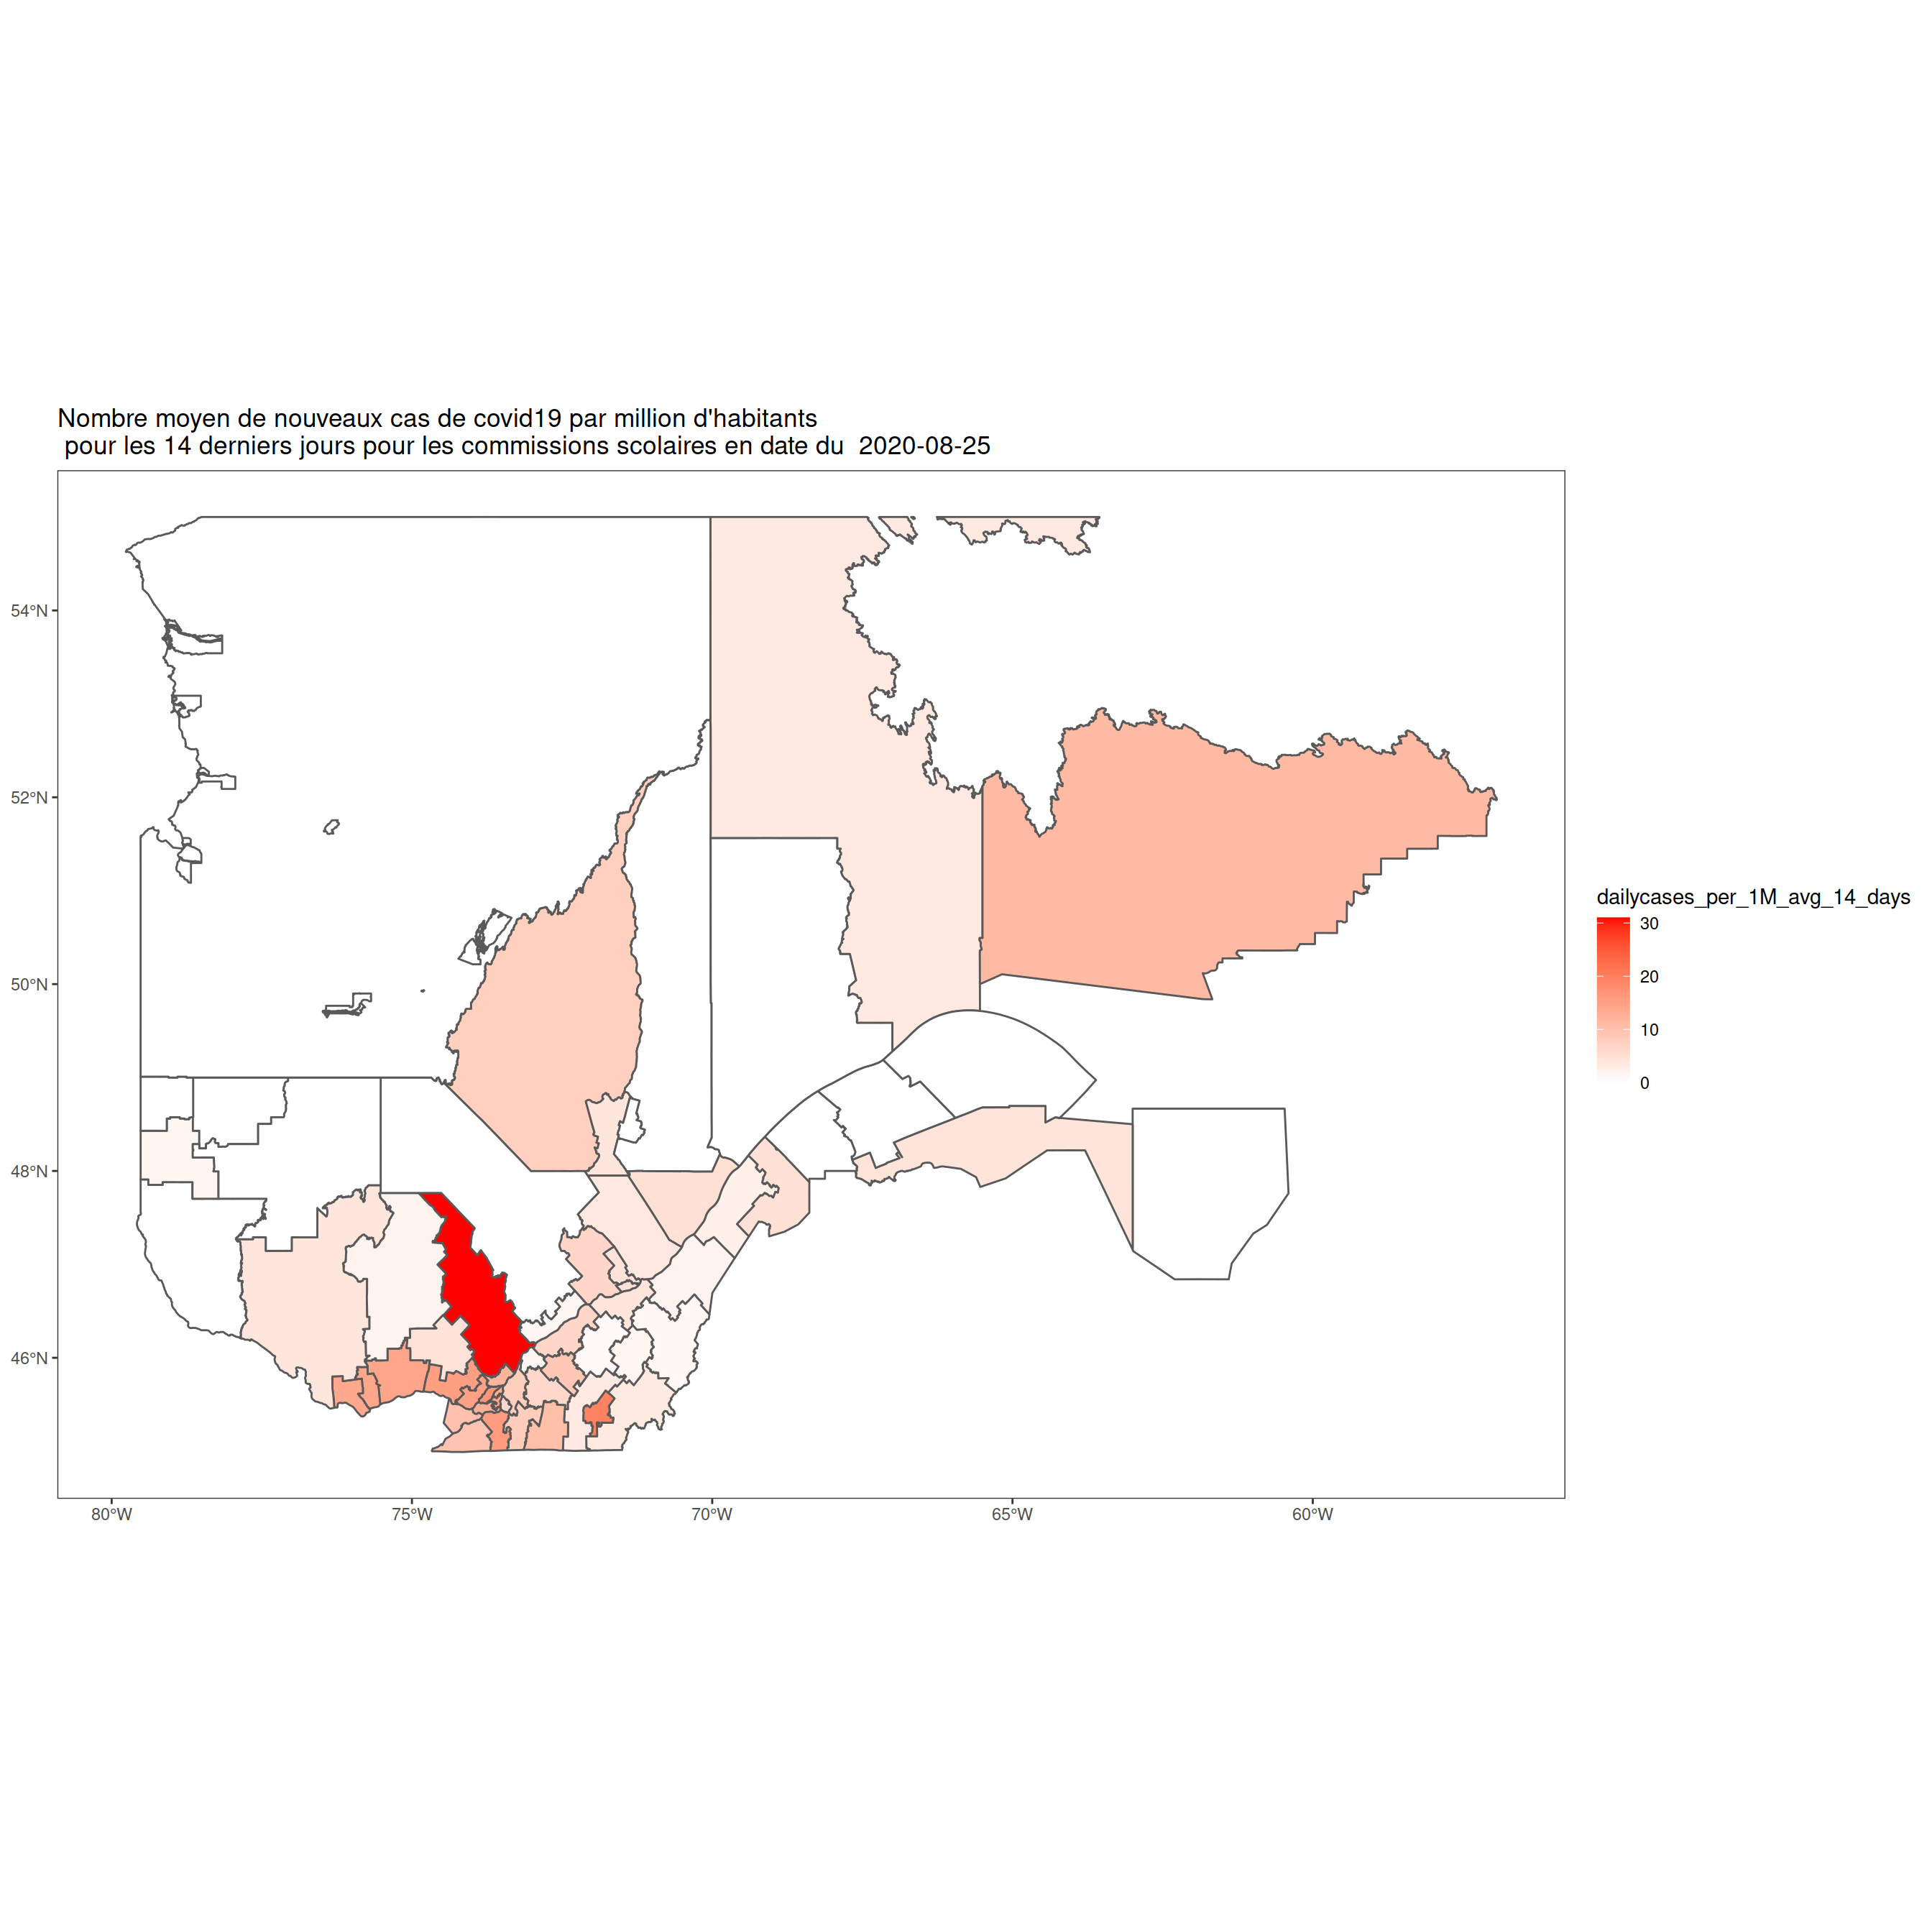 Nombre moyen de nouveaux cas de covid19 par million d'habitants
pour les 14 derniers jours pour les commissions scolaires en date du  2020-08-25
54°N
52°N
50°N
48°N
46°N
80°W
75°W
70°W
65°W
60°W
dailycases_per_1M_avg_14_days
30
20
10
0